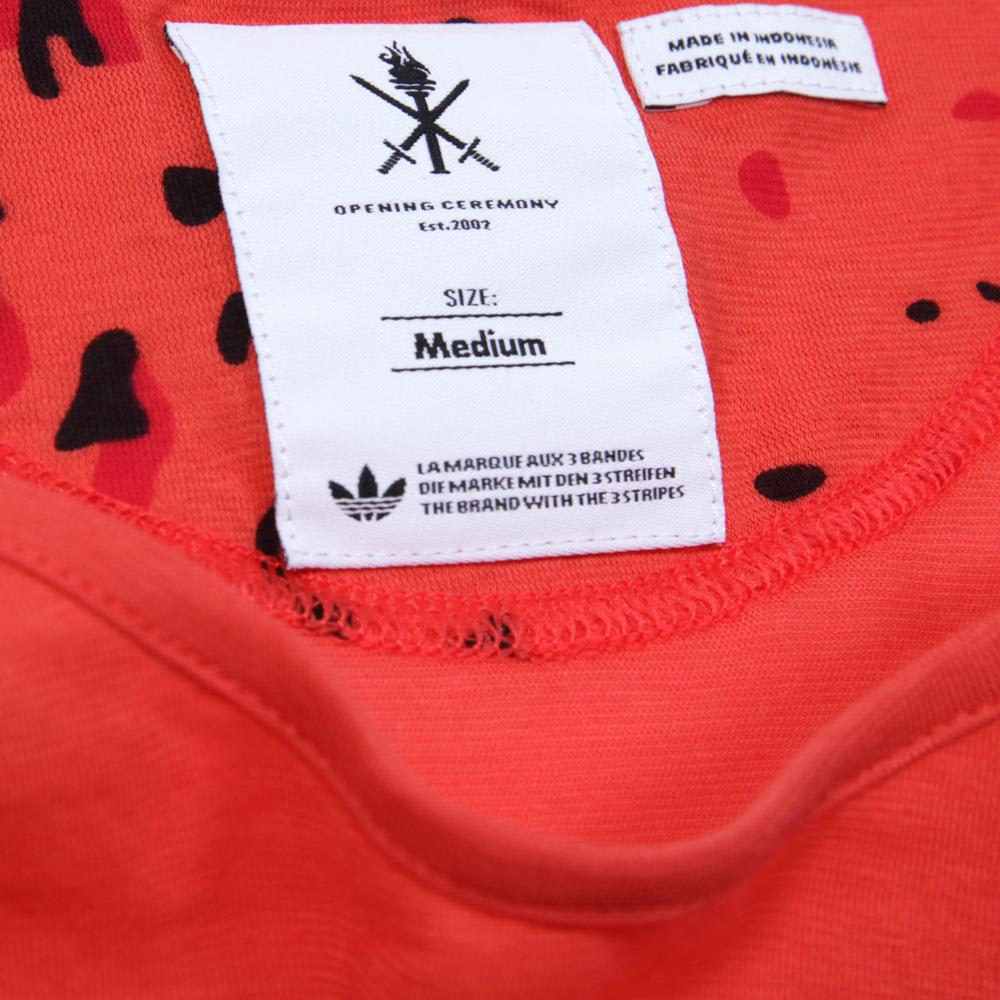 MADE IN INDONESIA
FABRIQUÉ EN INDONÉSIE
OPENING CEREMONY
Est.2002
SIZE:
Medium
LA MARQUE AUX 3 BANDES
DIE MARKE MIT DEN 3 STREIFEN
THE BRAND WITH THE 3 STRIPES